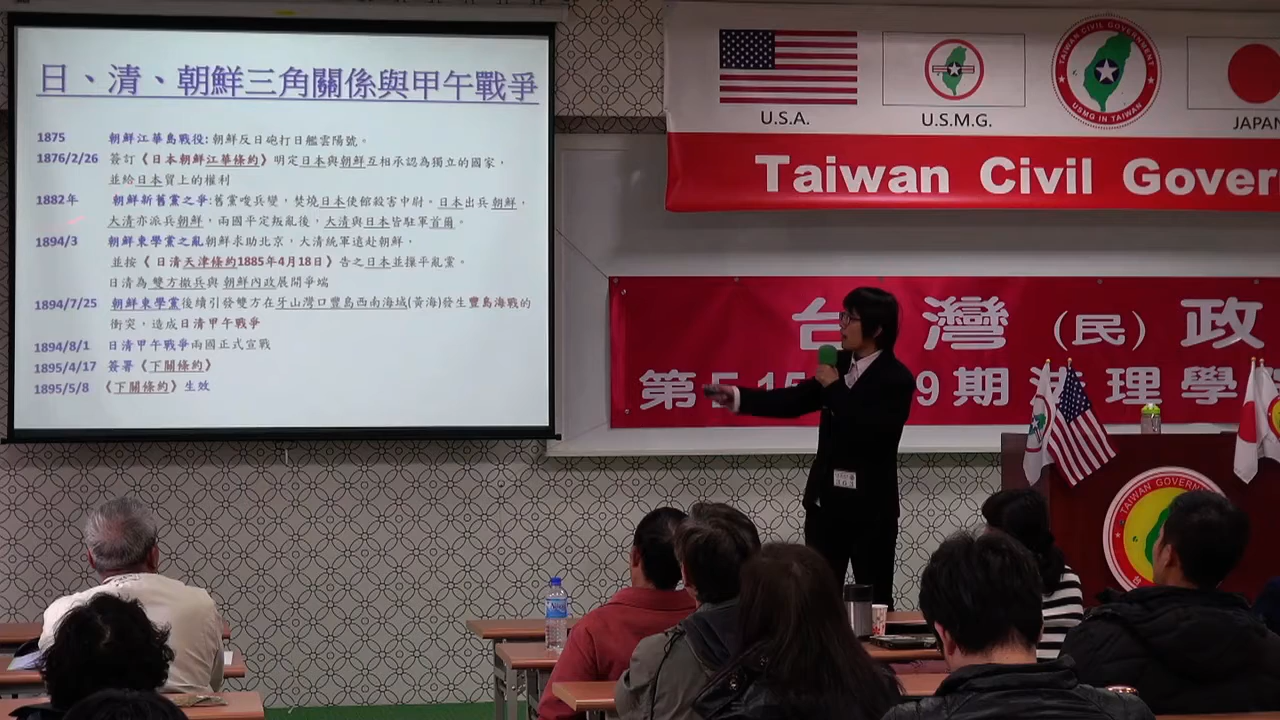 日、清、朝鮮三角關係與甲午戰爭
1875 朝鮮江華島戰役: 朝鮮反日砲打日艦雲陽號。
1876/2/26 簽訂《日本朝鮮江華條約》明定日本與朝鮮互相承認為獨立的國家，
並給日本貿上的權利
1882年 朝鮮新舊黨之爭:舊黨唆兵變，焚燒日本使館殺害中尉。日本出兵朝鮮，
大清亦派兵朝鮮，兩國平定叛亂後，大清與日本皆駐軍首爾。
1894/3 朝鮮東學黨之亂朝鮮求助北京，大清統軍遠赴朝鮮，
並按《 日清天津條約1885年4月18日》告之日本並操平亂黨。
日清為 雙方撤兵與 朝鮮內政展開爭端
1894/7/25 朝鮮東學黨後續引發雙方在牙山灣口豐島西南海域(黃海)發生豐島海戰的
衝突，造成日清甲午戰爭
1894/8/1 日清甲午戰爭兩國正式宣戰
1895/4/17 簽署《下關條約》
1895/5/8 《下關條約》生效
U.S.A.
U.S.M.G.
TAIWAN CIVIL GOVERNMENT
USMG IN TAIWAN
JAPAN
Taiwan Civil Gover
台灣(民)政
第 9期法理學
303
TAIWAN GOVERNM